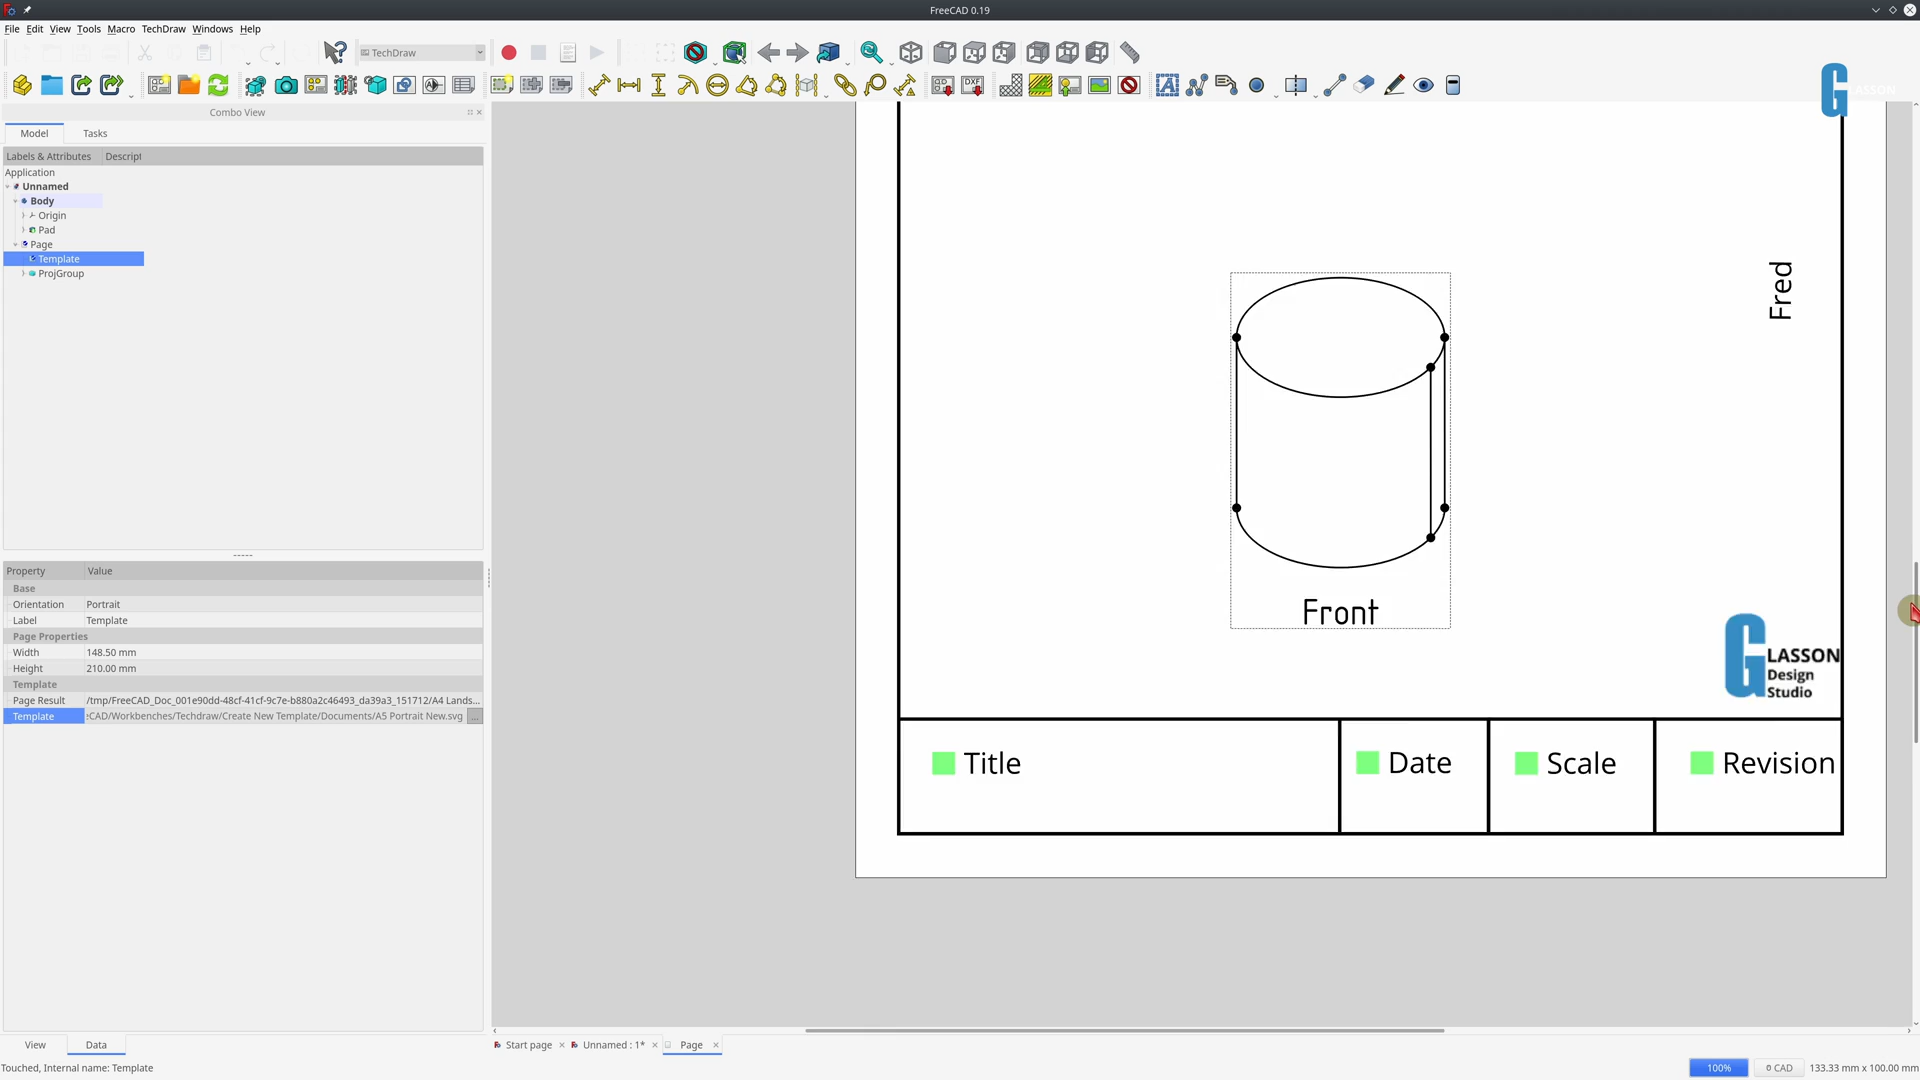 FreeCAD 0.19
File Edit View Tools Macro TechDraw Windows Help
TechDraw
DXF
Combo View
Model Tasks
Labels & Attributes Descript
Application
Unnamed
Body
Origin
Pad
Page
Template
ProjGroup
Property Value
Base
Orientation Portrait
Label Template
Page Properties
Width 148.50 mm
Height 210.00 mm
Template
Page Result /tmp/FreeCAD_Doc_001e90dd-48cf-41cf-9c7e-b880a2c46493_da39a3_151712/A4 Lands...
Template :CAD/Workbenches/Techdraw/Create New Template/Documents/A5 Portrait New.svg ...
View Data
Touched, Internal name: Template
GLASSON
Fred
Front
GLASSON
Design
Studio
Title Date Scale Revision
Start page Unnamed : 1* Page
100% CAD 133.33 mm x 100.00 mm